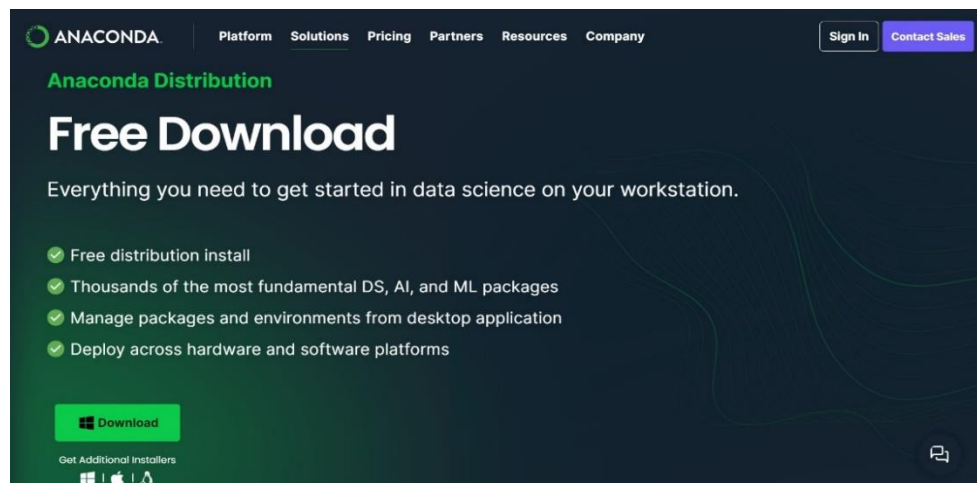 ANACONDA.
Platform Solutions Pricing Partners Resources Company
Sign In
Contact Sales
Anaconda Distribution
Free Download
Everything you need to get started in data science on your workstation.
Free distribution install
Thousands of the most fundamental DS, AI, and ML packages
Manage packages and environments from desktop application
Deploy across hardware and software platforms
Download
Get Additional Installers